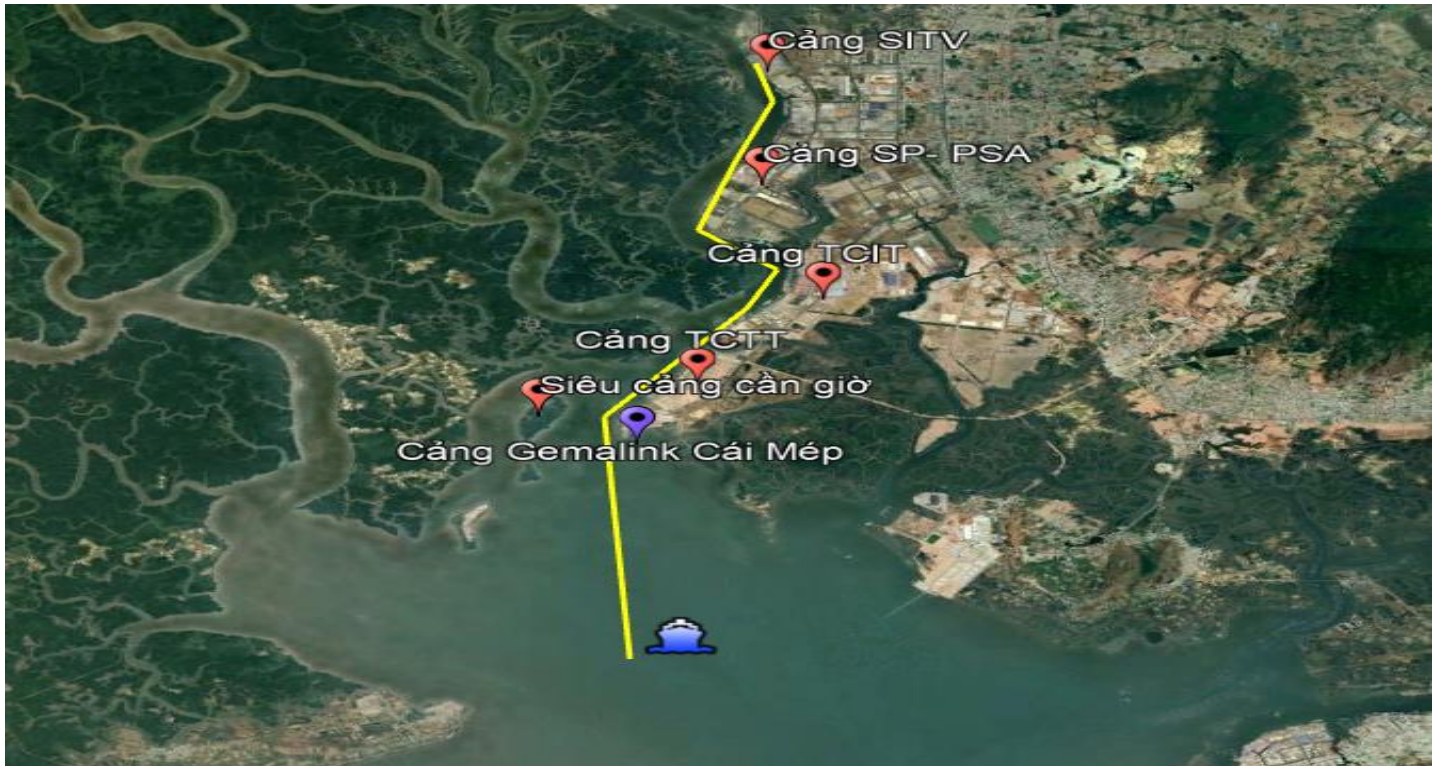 Cảng SITV
Cảng SP- PSA
Cảng TCIT
Cảng TCTT
Siêu cảng cần giờ
Cảng Gemalink Cái Mép